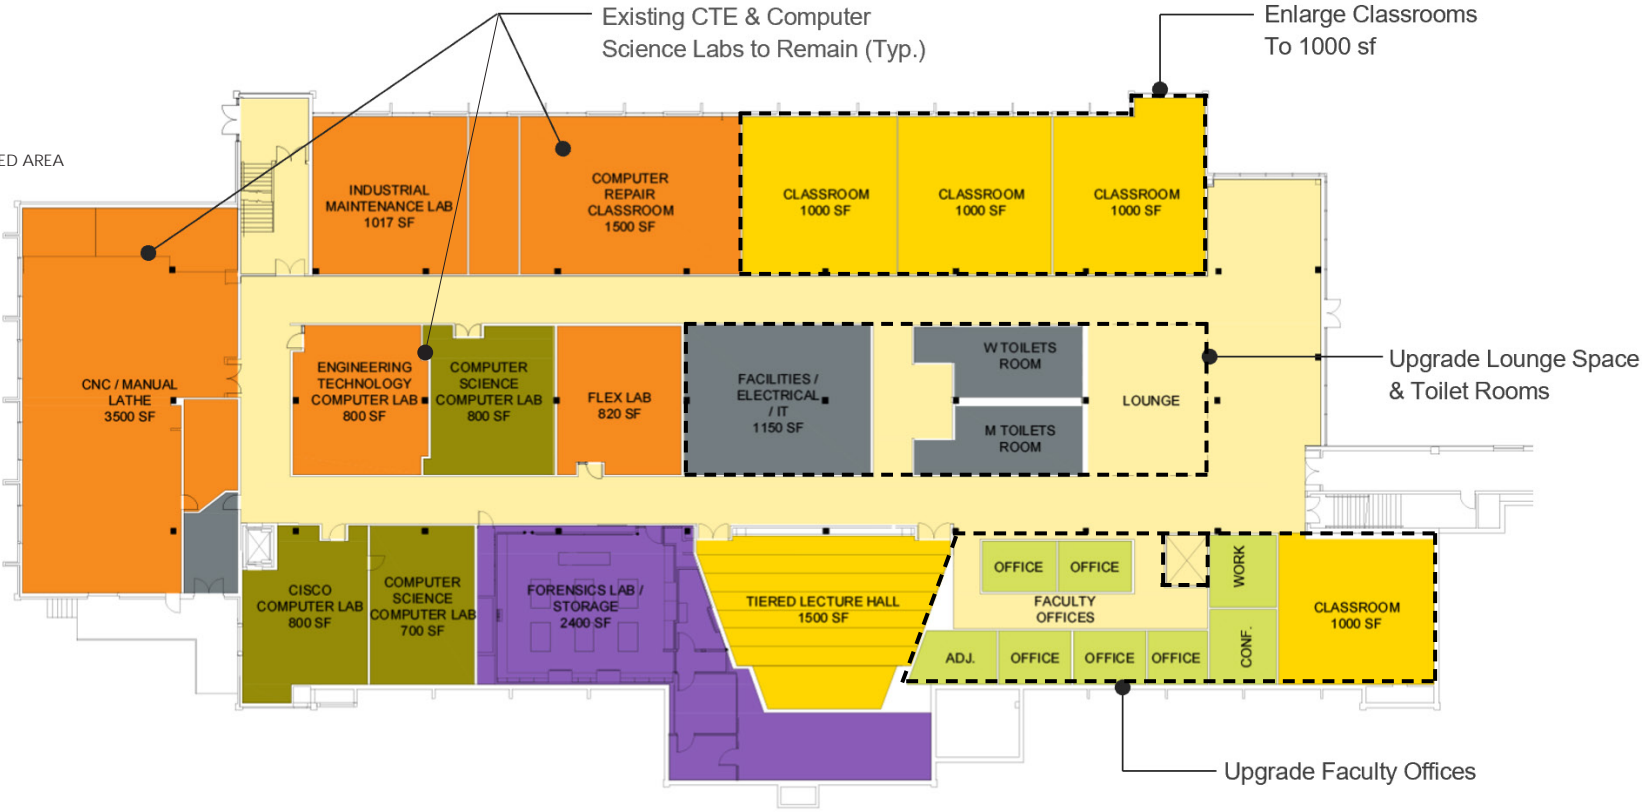 Existing CTE & Computer
Science Labs to Remain (Typ.)
Enlarge Classrooms
To 1000 sf
ED AREA
INDUSTRIAL
MAINTENANCE LAB
1017 SF
COMPUTER
REPAIR
CLASSROOM
1500 SF
CLASSROOM
1000 SF
CLASSROOM
1000 SF
CLASSROOM
1000 SF
CNC / MANUAL
LATHE
3500 SF
ENGINEERING
TECHNOLOGY
COMPUTER LAB
800 SF
COMPUTER
SCIENCE
COMPUTER LAB
800 SF
FLEX LAB
820 SF
FACILITIES /
ELECTRICAL
/ IT
1150 SF
W TOILETS
ROOM
M TOILETS
ROOM
LOUNGE
Upgrade Lounge Space
& Toilet Rooms
CISCO
COMPUTER LAB
800 SF
COMPUTER
SCIENCE
COMPUTER LAB
700 SF
FORENSICS LAB /
STORAGE
2400 SF
TIERED LECTURE HALL
1500 SF
OFFICE
OFFICE
FACULTY
OFFICES
WORK
ADJ.
OFFICE
OFFICE
OFFICE
CONF.
CLASSROOM
1000 SF
Upgrade Faculty Offices